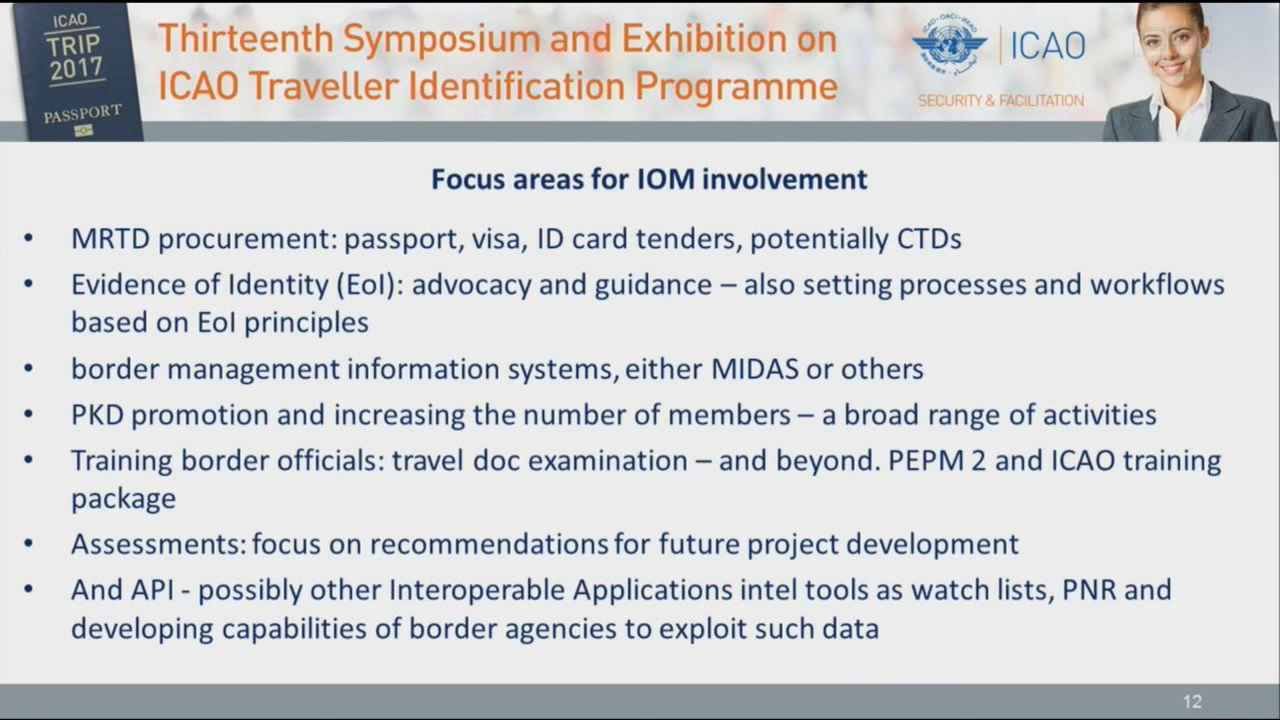 ICAO
TRIP
2017
PASSPORT
Thirteenth Symposium and Exhibition on
ICAO Traveller Identification Programme
ICAO
SECURITY & FACILITATION
Focus areas for IOM involvement
• MRTD procurement: passport, visa, ID card tenders, potentially CTDs
• Evidence of Identity (EoI): advocacy and guidance – also setting processes and workflows
based on EoI principles
• border management information systems, either MIDAS or others
• PKD promotion and increasing the number of members – a broad range of activities
• Training border officials: travel doc examination – and beyond. PEPM 2 and ICAO training
package
• Assessments: focus on recommendations for future project development
• And API - possibly other Interoperable Applications intel tools as watch lists, PNR and
developing capabilities of border agencies to exploit such data
12